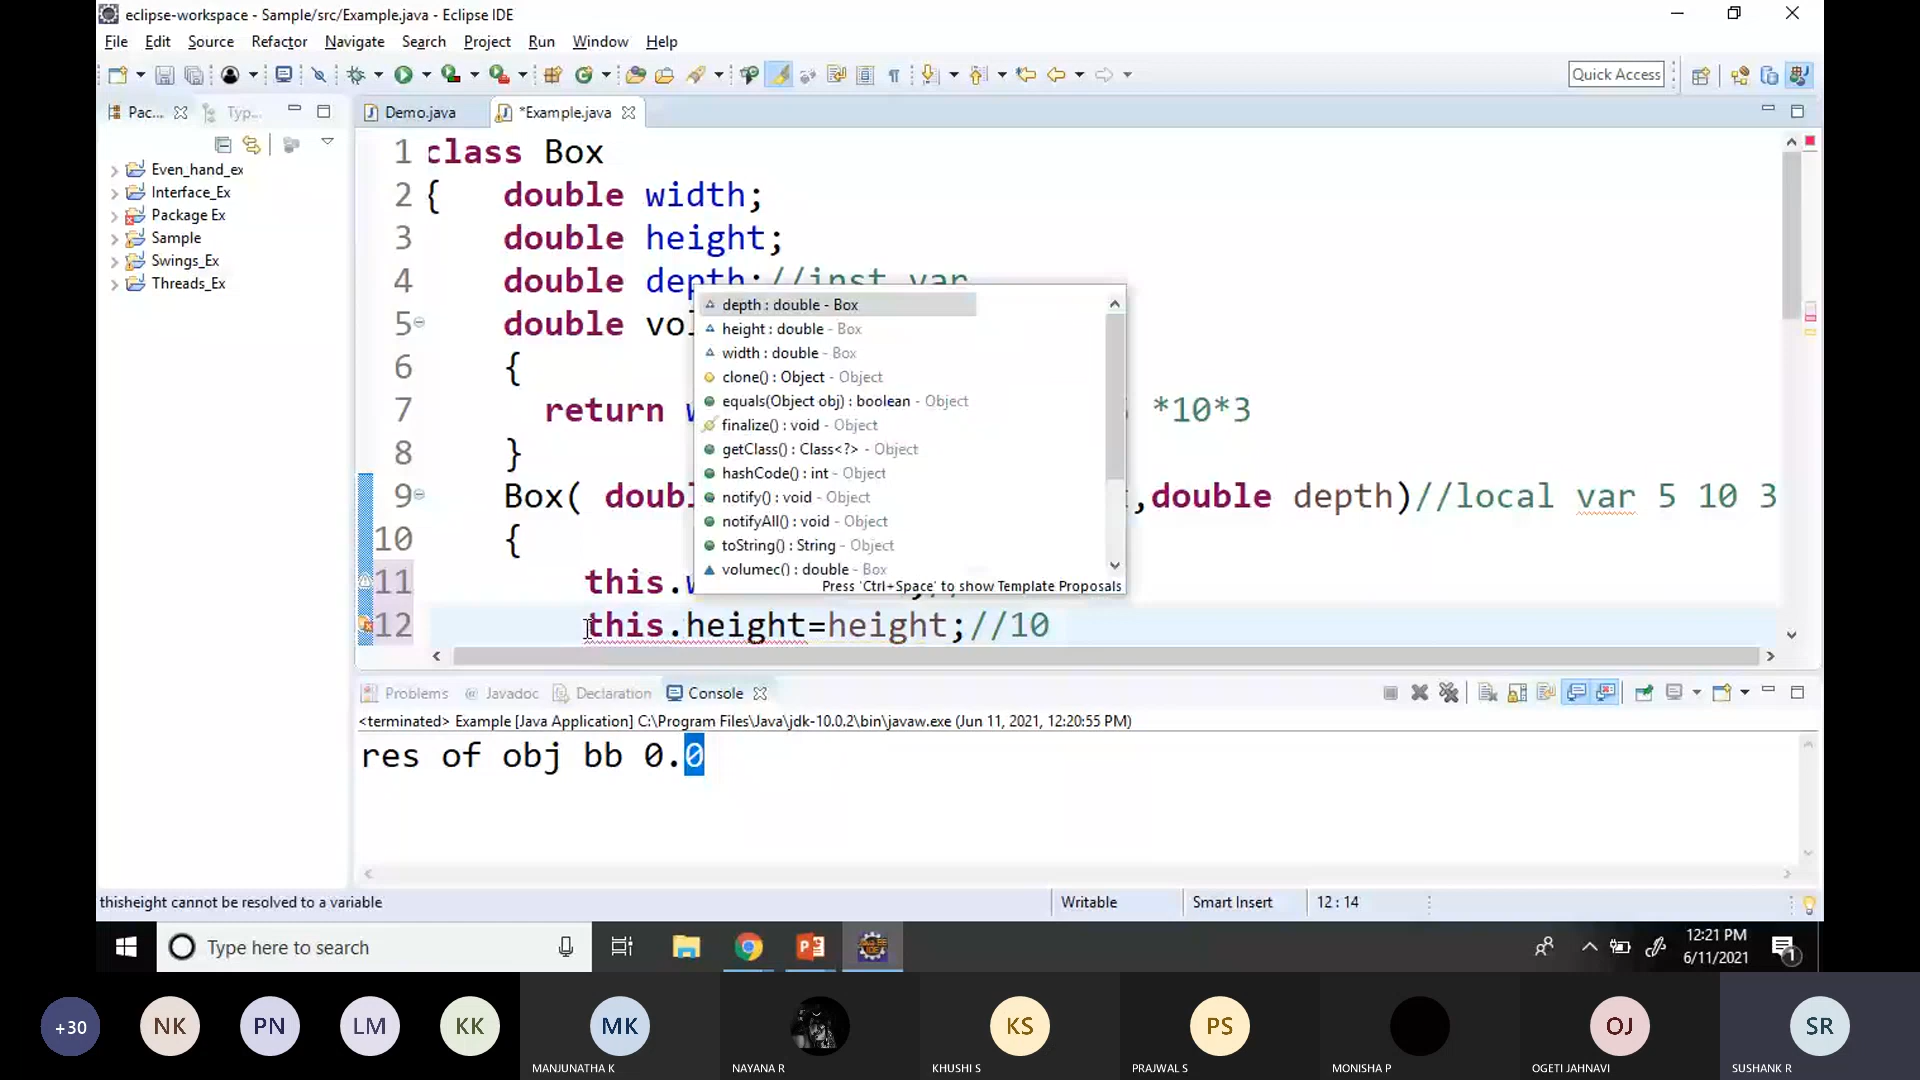 eclipse-workspace - Sample/src/Example.java - Eclipse IDE
File Edit Source Refactor Navigate Search Project Run Window Help
Quick Access
Pac... Typ...
Demo.java *Example.java
Even_hand_ex
Interface_Ex
Package Ex
Sample
Swings_Ex
Threads_Ex
1 class Box
2 { double width;
3 double height;
4 double depth;//inst var
5 double vol
6 {
7 return w *10*3
8 }
9 Box( doubl ,double depth)//local var 5 10 3
10 {
11 this.w
12 this.height=height;//10
depth : double - Box
height : double - Box
width : double - Box
clone() : Object - Object
equals(Object obj) : boolean - Object
finalize() : void - Object
getClass() : Class<?> - Object
hashCode() : int - Object
notify() : void - Object
notifyAll() : void - Object
toString() : String - Object
volumec() : double - Box
Press 'Ctrl+Space' to show Template Proposals
Problems @ Javadoc Declaration Console
<terminated> Example [Java Application] C:\Program Files\Java\jdk-10.0.2\bin\javaw.exe (Jun 11, 2021, 12:20:55 PM)
res of obj bb 0.0
thisheight cannot be resolved to a variable
Writable
Smart Insert
12 : 14
Type here to search
12:21 PM
6/11/2021
1
+30 NK PN LM KK MK KS PS OJ SR
MANJUNATHA K NAYANA R KHUSHI S PRAJWAL S MONISHA P OGETI JAHNAVI SUSHANK R